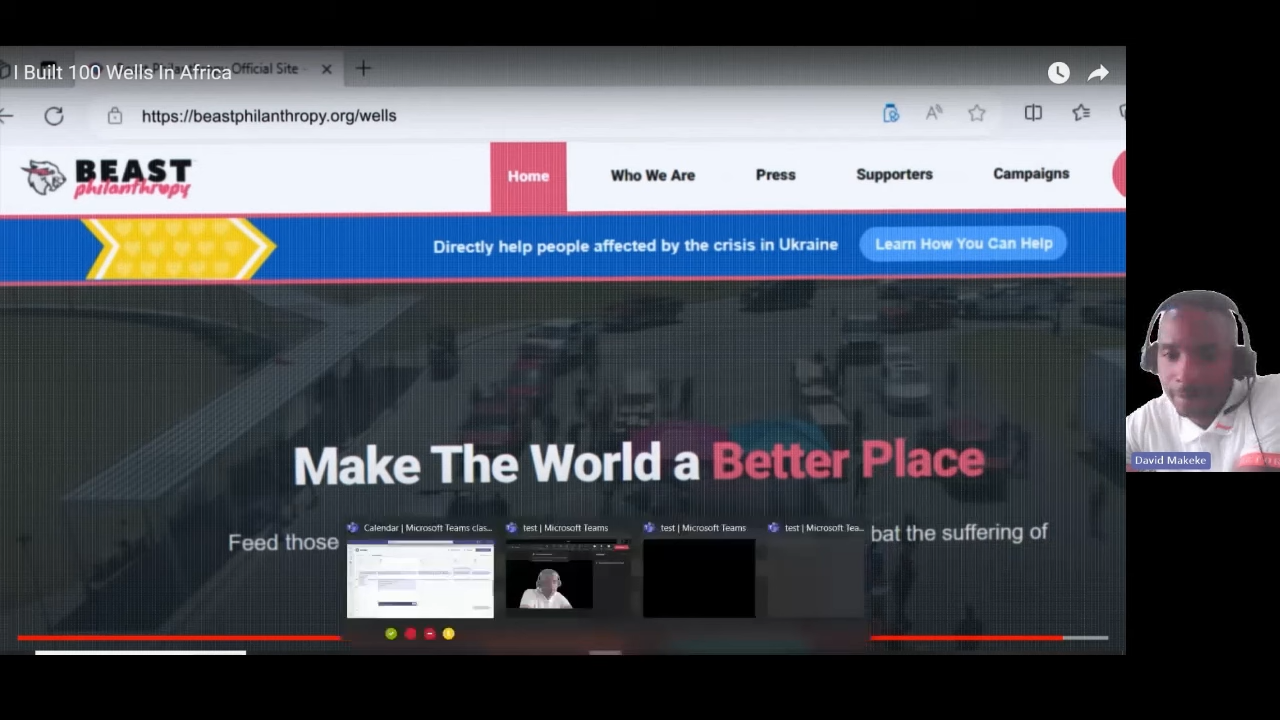 I Built 100 Wells In Africa
Official Site -
https://beastphilanthropy.org/wells
BEAST
philanthropy
Home
Who We Are
Press
Supporters
Campaigns
Directly help people affected by the crisis in Ukraine
Learn How You Can Help
Make The World a Better Place
Feed those
bat the suffering of
Calendar | Microsoft Teams clas...
test | Microsoft Teams
test | Microsoft Teams
test | Microsoft Tea...
David Makeke